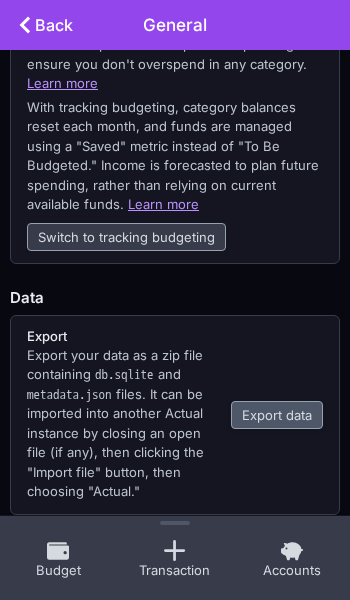 Back
General
ensure you don't overspend in any category.
Learn more
With tracking budgeting, category balances
reset each month, and funds are managed
using a "Saved" metric instead of "To Be
Budgeted." Income is forecasted to plan future
spending, rather than relying on current
available funds. Learn more
Switch to tracking budgeting
Data
Export
Export your data as a zip file
containing db.sqlite and
metadata.json files. It can be
imported into another Actual
instance by closing an open
file (if any), then clicking the
"Import file" button, then
choosing "Actual."
Export data
Budget
Transaction
Accounts